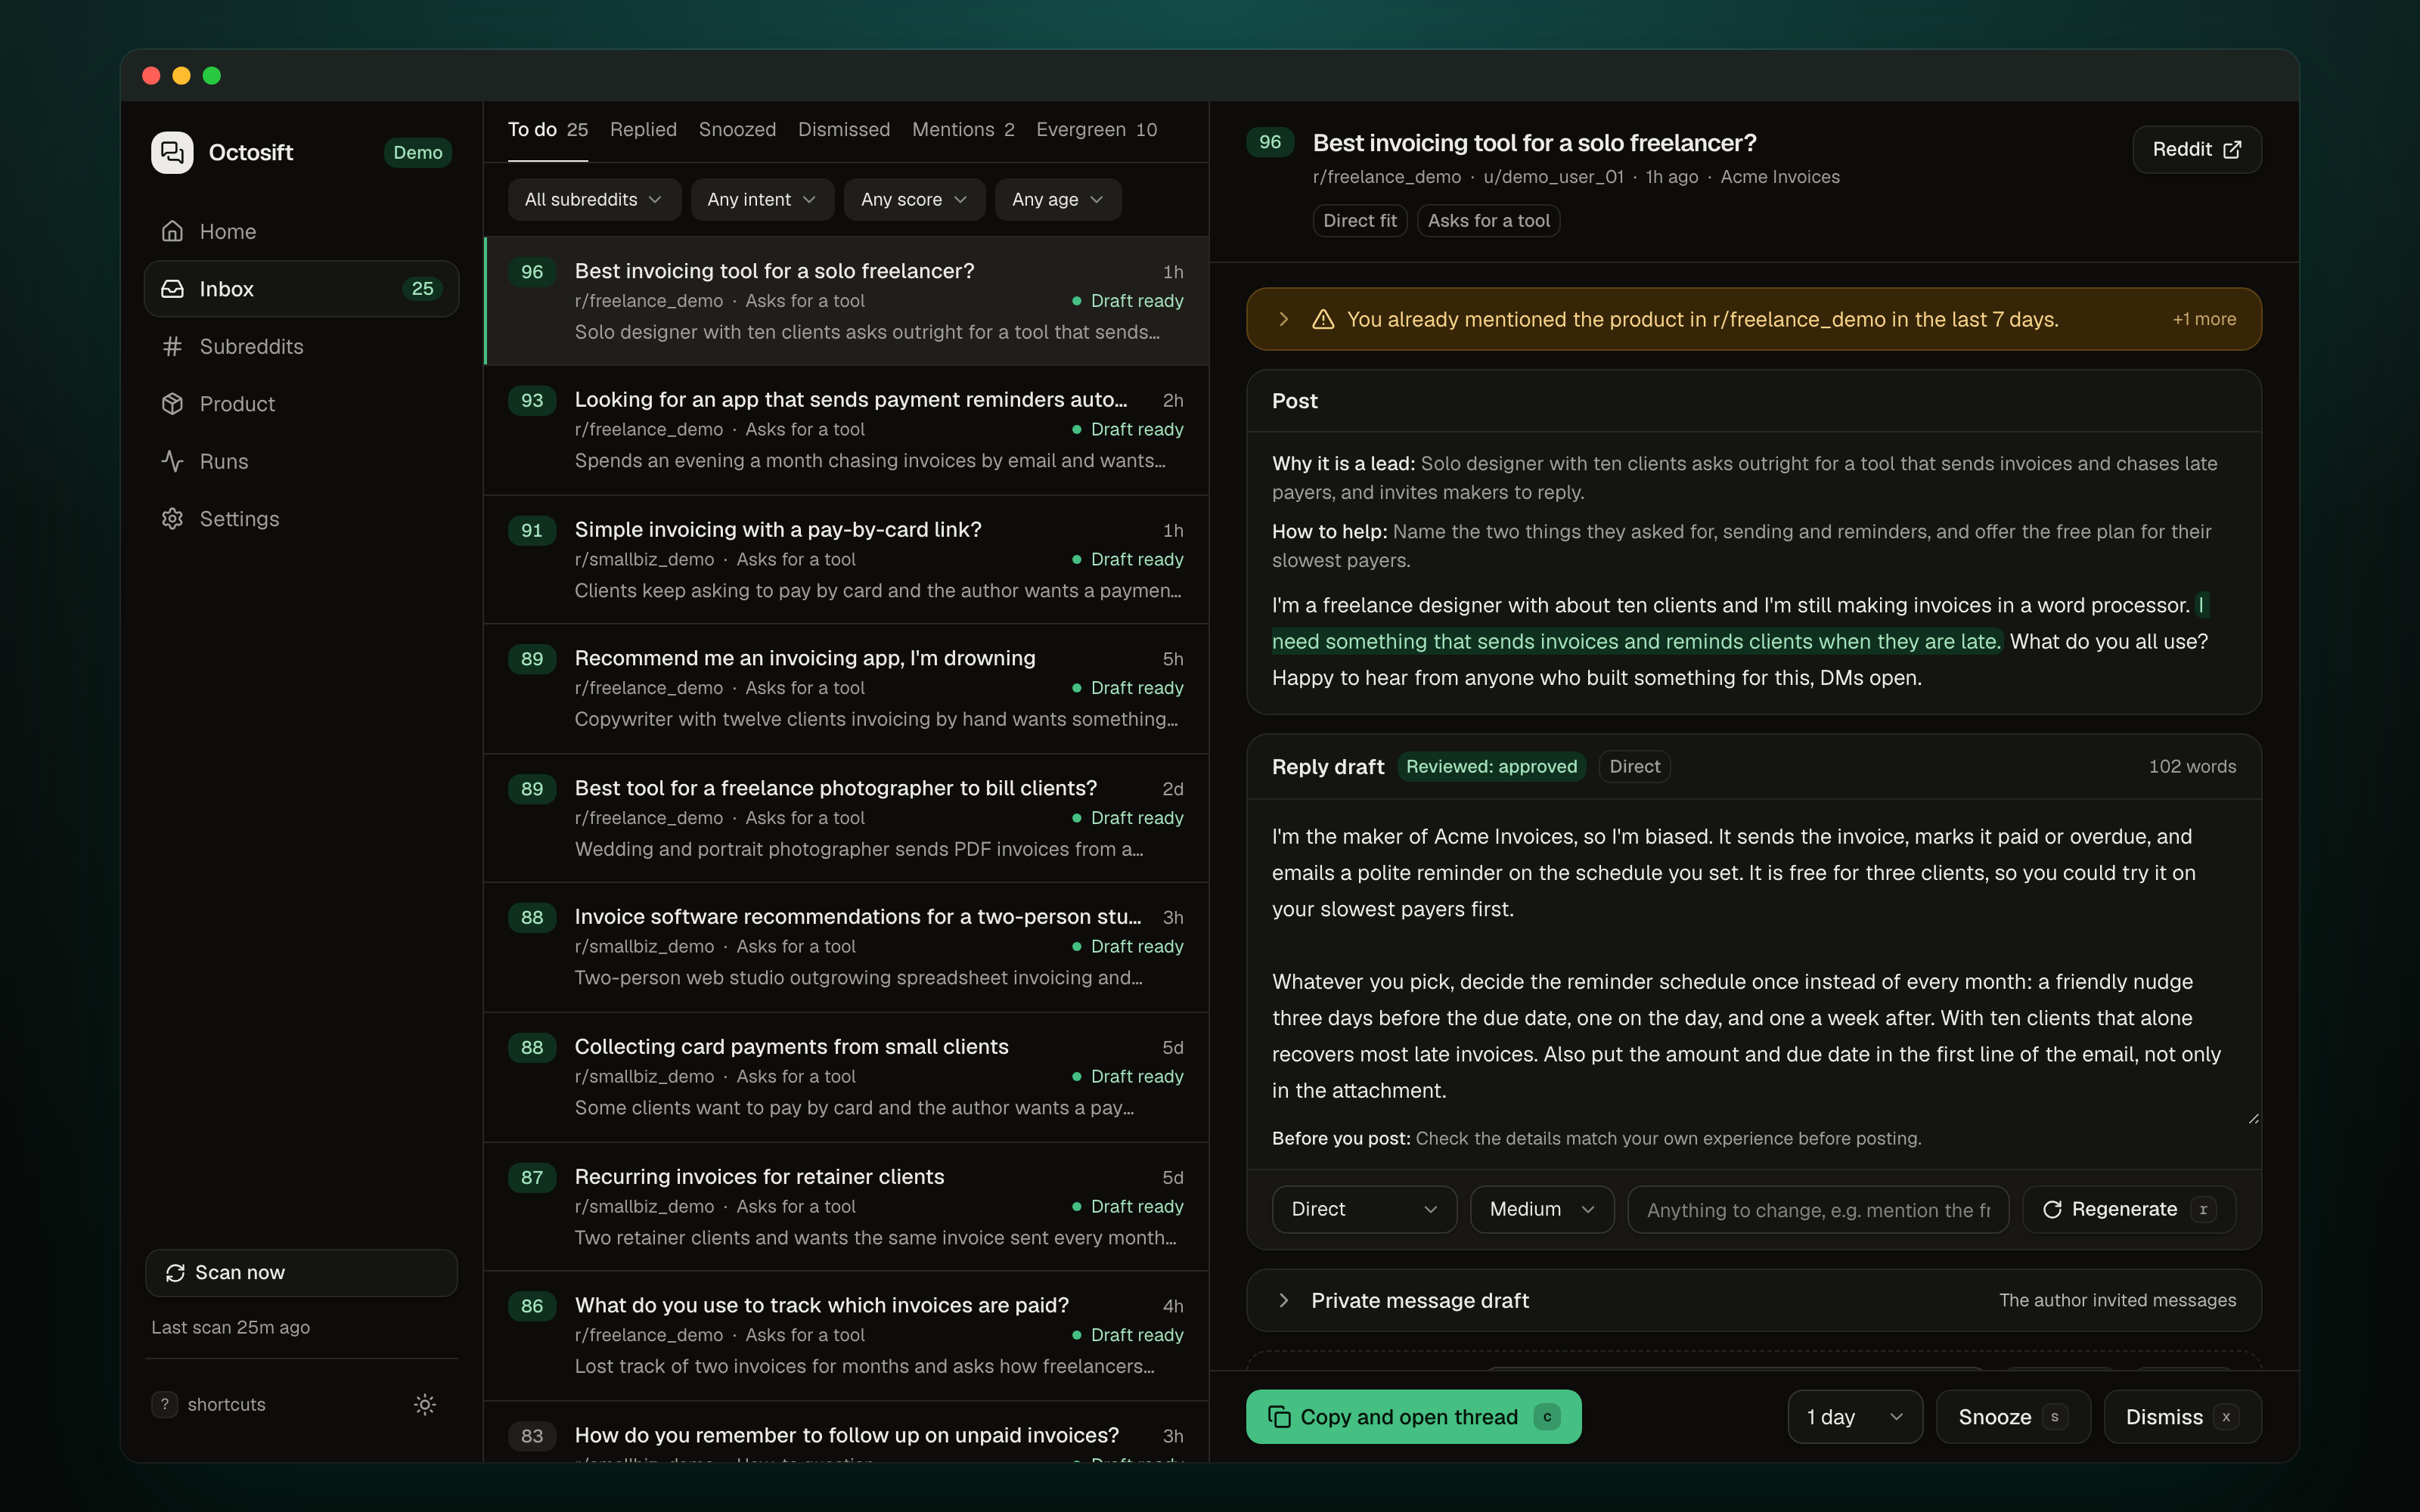 Octosift
Demo
Home
Inbox 25
Subreddits
Product
Runs
Settings
Scan now
Last scan 25m ago
? shortcuts
To do 25 Replied Snoozed Dismissed Mentions 2 Evergreen 10
All subreddits Any intent Any score Any age
96 Best invoicing tool for a solo freelancer? 1h
r/freelance_demo · Asks for a tool Draft ready
Solo designer with ten clients asks outright for a tool that sends...
93 Looking for an app that sends payment reminders auto... 2h
r/freelance_demo · Asks for a tool Draft ready
Spends an evening a month chasing invoices by email and wants...
91 Simple invoicing with a pay-by-card link? 1h
r/smallbiz_demo · Asks for a tool Draft ready
Clients keep asking to pay by card and the author wants a paymen...
89 Recommend me an invoicing app, I'm drowning 5h
r/freelance_demo · Asks for a tool Draft ready
Copywriter with twelve clients invoicing by hand wants something...
89 Best tool for a freelance photographer to bill clients? 2d
r/freelance_demo · Asks for a tool Draft ready
Wedding and portrait photographer sends PDF invoices from a...
88 Invoice software recommendations for a two-person stu... 3h
r/smallbiz_demo · Asks for a tool Draft ready
Two-person web studio outgrowing spreadsheet invoicing and...
88 Collecting card payments from small clients 5d
r/smallbiz_demo · Asks for a tool Draft ready
Some clients want to pay by card and the author wants a pay...
87 Recurring invoices for retainer clients 5d
r/smallbiz_demo · Asks for a tool Draft ready
Two retainer clients and wants the same invoice sent every month...
86 What do you use to track which invoices are paid? 4h
r/freelance_demo · Asks for a tool Draft ready
Lost track of two invoices for months and asks how freelancers...
83 How do you remember to follow up on unpaid invoices? 3h
96 Best invoicing tool for a solo freelancer?
Reddit
r/freelance_demo · u/demo_user_01 · 1h ago · Acme Invoices
Direct fit Asks for a tool
You already mentioned the product in r/freelance_demo in the last 7 days. +1 more
Post
Why it is a lead: Solo designer with ten clients asks outright for a tool that sends invoices and chases late
payers, and invites makers to reply.
How to help: Name the two things they asked for, sending and reminders, and offer the free plan for their
slowest payers.
I'm a freelance designer with about ten clients and I'm still making invoices in a word processor. I
need something that sends invoices and reminds clients when they are late. What do you all use?
Happy to hear from anyone who built something for this, DMs open.
Reply draft Reviewed: approved Direct 102 words
I'm the maker of Acme Invoices, so I'm biased. It sends the invoice, marks it paid or overdue, and
emails a polite reminder on the schedule you set. It is free for three clients, so you could try it on
your slowest payers first.
Whatever you pick, decide the reminder schedule once instead of every month: a friendly nudge
three days before the due date, one on the day, and one a week after. With ten clients that alone
recovers most late invoices. Also put the amount and due date in the first line of the email, not only
in the attachment.
Before you post: Check the details match your own experience before posting.
Direct Medium Anything to change, e.g. mention the fr Regenerate r
Private message draft The author invited messages
Copy and open thread c 1 day Snooze s Dismiss x